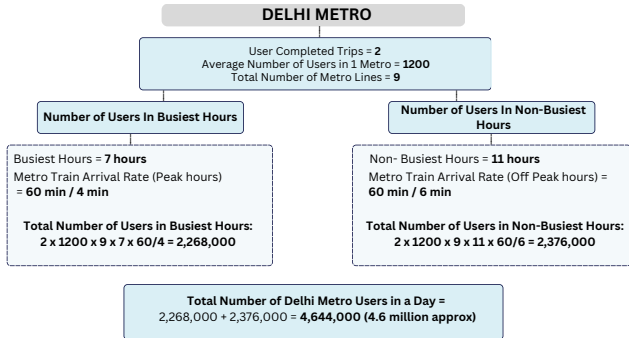 DELHI METRO
User Completed Trips = 2
Average Number of Users in 1 Metro = 1200
Total Number of Metro Lines = 9
Number of Users In Busiest Hours
Number of Users In Non-Busiest
Hours
Busiest Hours = 7 hours
Metro Train Arrival Rate (Peak hours)
= 60 min / 4 min
Total Number of Users in Busiest Hours:
2 x 1200 x 9 x 7 x 60/4 = 2,268,000
Non- Busiest Hours = 11 hours
Metro Train Arrival Rate (Off Peak hours) =
60 min / 6 min
Total Number of Users in Non-Busiest Hours:
2 x 1200 x 9 x 11 x 60/6 = 2,376,000
Total Number of Delhi Metro Users in a Day =
2,268,000 + 2,376,000 = 4,644,000 (4.6 million approx)